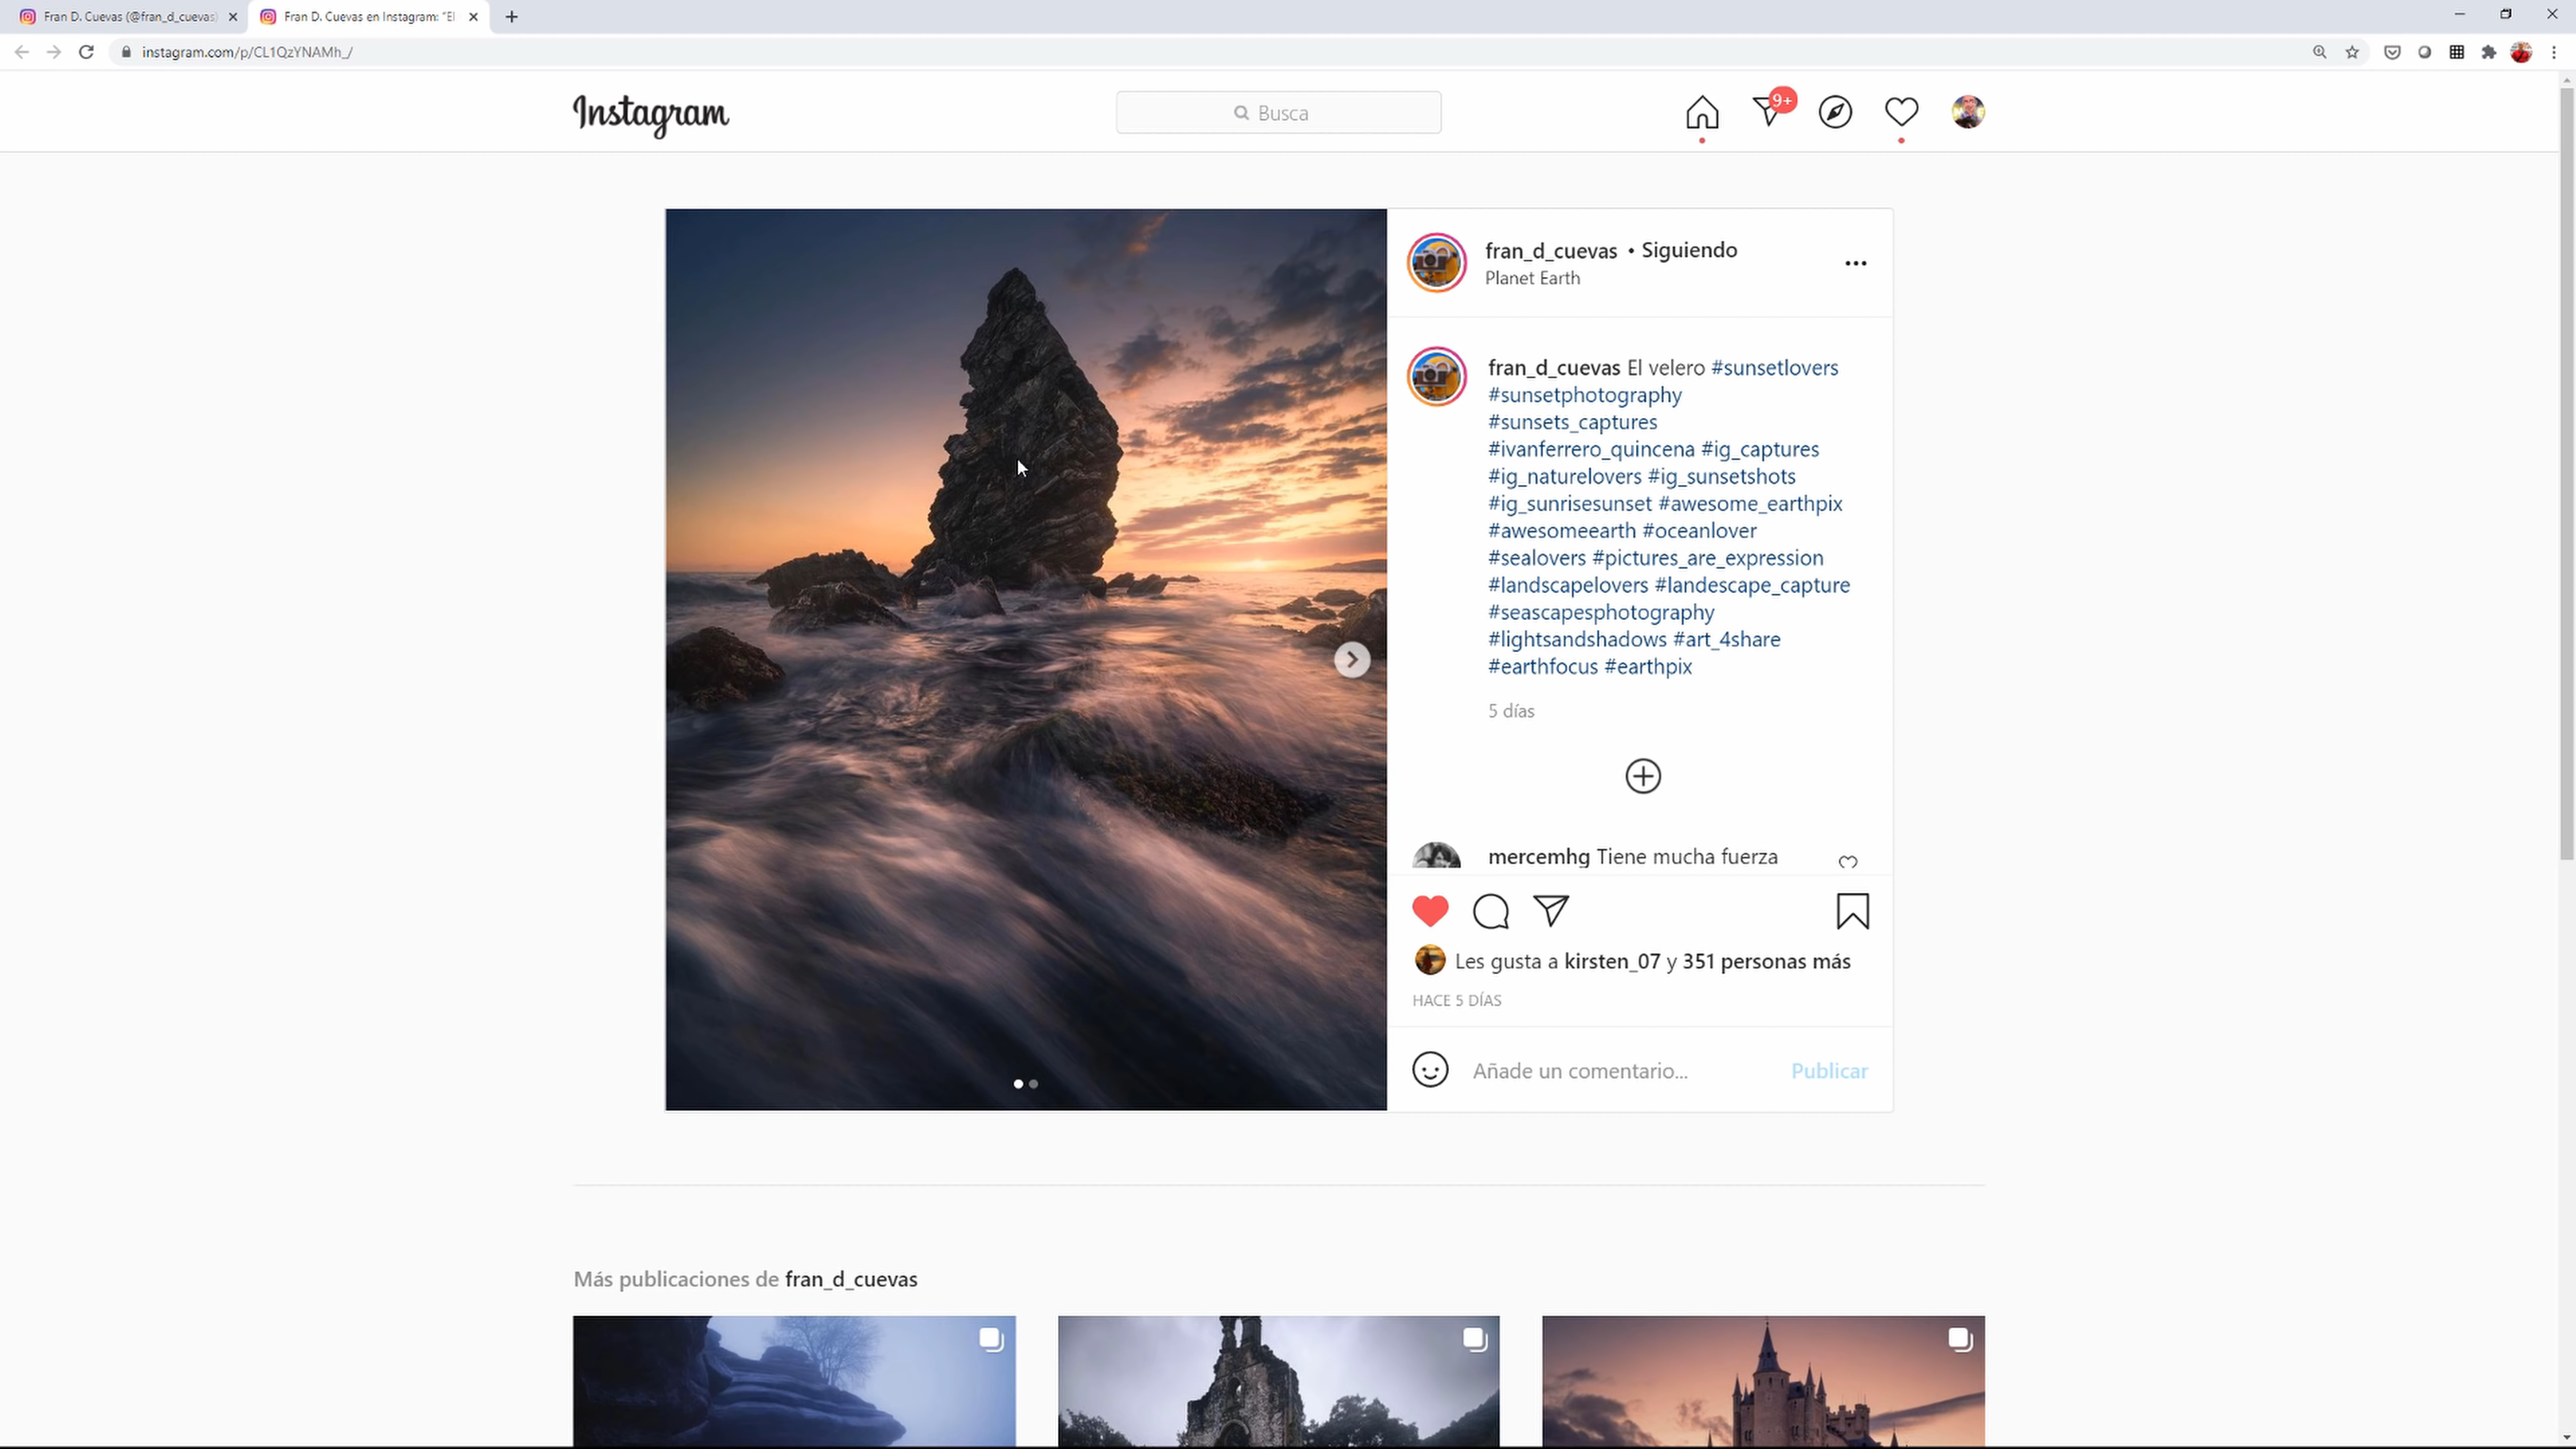 Fran D. Cuevas (@fran_d_cuevas)
Fran D. Cuevas en Instagram: "El
instagram.com/p/CL1QzYNAMh_/
Instagram
Busca
9+
fran_d_cuevas • Siguiendo
Planet Earth
fran_d_cuevas El velero #sunsetlovers
#sunsetphotography
#sunsets_captures
#ivanferrero_quincena #ig_captures
#ig_naturelovers #ig_sunsetshots
#ig_sunrisesunset #awesome_earthpix
#awesomeearth #oceanlover
#sealovers #pictures_are_expression
#landscapelovers #landescape_capture
#seascapesphotography
#lightsandshadows #art_4share
#earthfocus #earthpix
5 días
mercemhg Tiene mucha fuerza
Les gusta a kirsten_07 y 351 personas más
HACE 5 DÍAS
Añade un comentario... Publicar
Más publicaciones de fran_d_cuevas